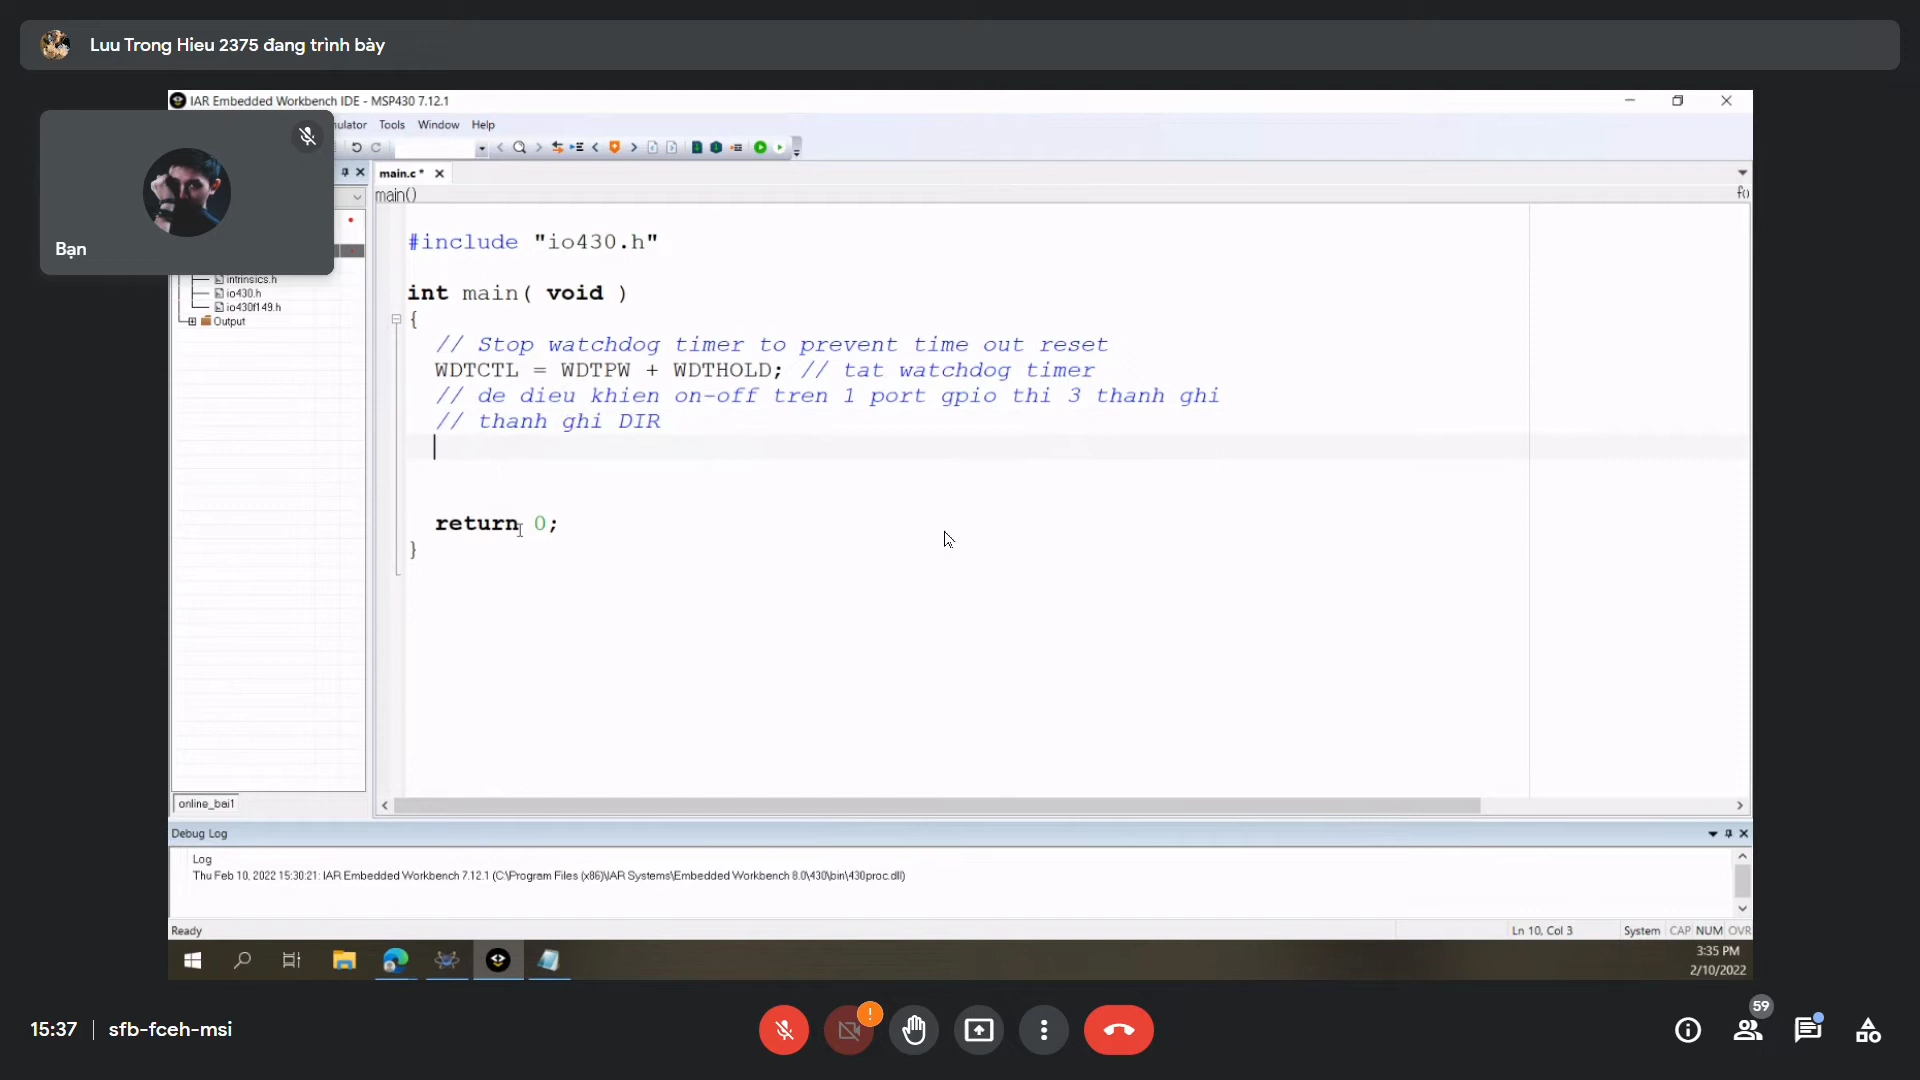 Luu Trong Hieu 2375 đang trình bày
IAR Embedded Workbench IDE - MSP430 7.12.1
Tools Window Help
Bạn
main.c *
main()
f()
#include "io430.h"
int main( void )
{
// Stop watchdog timer to prevent time out reset
WDTCTL = WDTPW + WDTHOLD; // tat watchdog timer
// de dieu khien on-off tren 1 port gpio thi 3 thanh ghi
// thanh ghi DIR
return 0;
}
intrinsics.h
io430.h
io430f149.h
Output
online_bai1
Debug Log
Log
Thu Feb 10, 2022 15:30:21: IAR Embedded Workbench 7.12.1 (C:\Program Files (x86)\IAR Systems\Embedded Workbench 8.0\430\bin\430proc.dll)
Ready
Ln 10, Col 3
System CAP NUM OVR
3:35 PM
2/10/2022
15:37 | sfb-fceh-msi
!
59